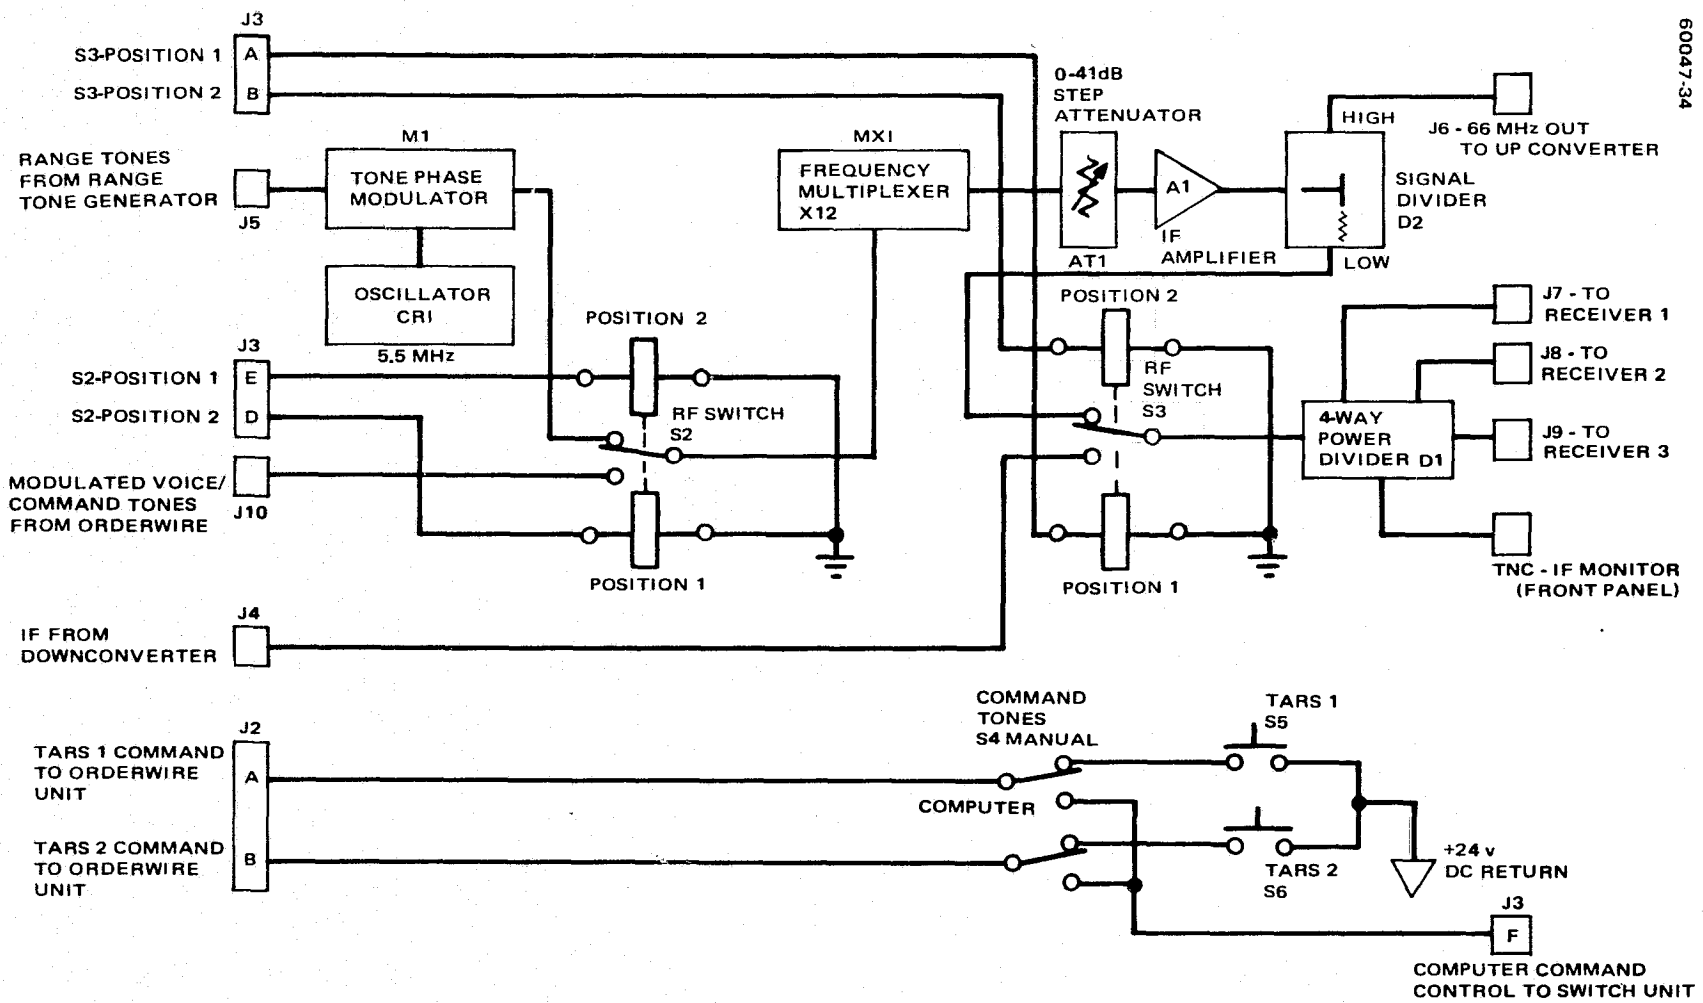 60047-34
J3
S3-POSITION 1
A
S3-POSITION 2
B
RANGE TONES
FROM RANGE
TONE GENERATOR
J5
M1
TONE PHASE
MODULATOR
OSCILLATOR
CRI
5.5 MHz
MXI
FREQUENCY
MULTIPLEXER
X12
0-41dB
STEP
ATTENUATOR
AT1
A1
IF
AMPLIFIER
HIGH
LOW
SIGNAL
DIVIDER
D2
J6 - 66 MHz OUT
TO UP CONVERTER
J3
S2-POSITION 1
E
S2-POSITION 2
D
MODULATED VOICE/
COMMAND TONES
FROM ORDERWIRE
J10
POSITION 2
RF SWITCH
S2
POSITION 1
POSITION 2
RF
SWITCH
S3
POSITION 1
4-WAY
POWER
DIVIDER D1
J7 - TO
RECEIVER 1
J8 - TO
RECEIVER 2
J9 - TO
RECEIVER 3
TNC - IF MONITOR
(FRONT PANEL)
J4
IF FROM
DOWNCONVERTER
J2
TARS 1 COMMAND
TO ORDERWIRE
UNIT
A
TARS 2 COMMAND
TO ORDERWIRE
UNIT
B
COMMAND
TONES
S4 MANUAL
COMPUTER
TARS 1
S5
TARS 2
S6
+24 v
DC RETURN
J3
F
COMPUTER COMMAND
CONTROL TO SWITCH UNIT